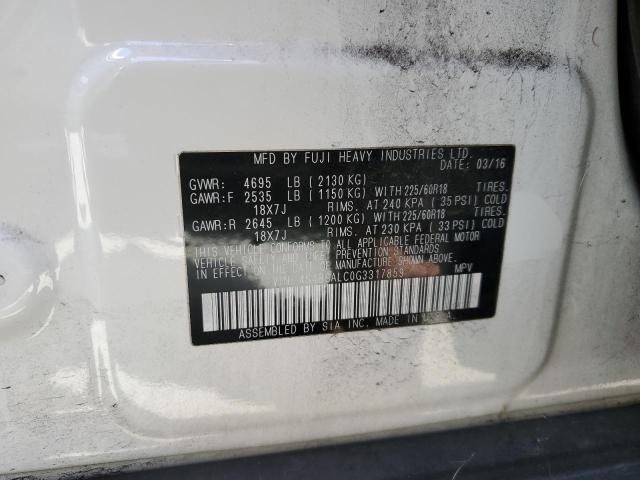 MFD BY FUJI HEAVY INDUSTRIES LTD.
DATE: 03/16
GVWR: 4695 LB (2130 KG)
GAWR:F 2535 LB (1150 KG) WITH 225/60R18 TIRES.
18X7J RIMS. AT 240 KPA (35 PSI) COLD
GAWR:R 2645 LB (1200 KG) WITH 225/60R18 TIRES.
18X7J RIMS. AT 230 KPA (33 PSI) COLD
THIS VEHICLE CONFORMS TO ALL APPLICABLE FEDERAL MOTOR
VEHICLE SAFETY AND THEFT PREVENTION STANDARDS
IN EFFECT ON THE DATE OF MANUFACTURE SHOWN ABOVE.
ALC0G3317859 MPV
ASSEMBLED BY SIA INC. MADE IN U.S.A.